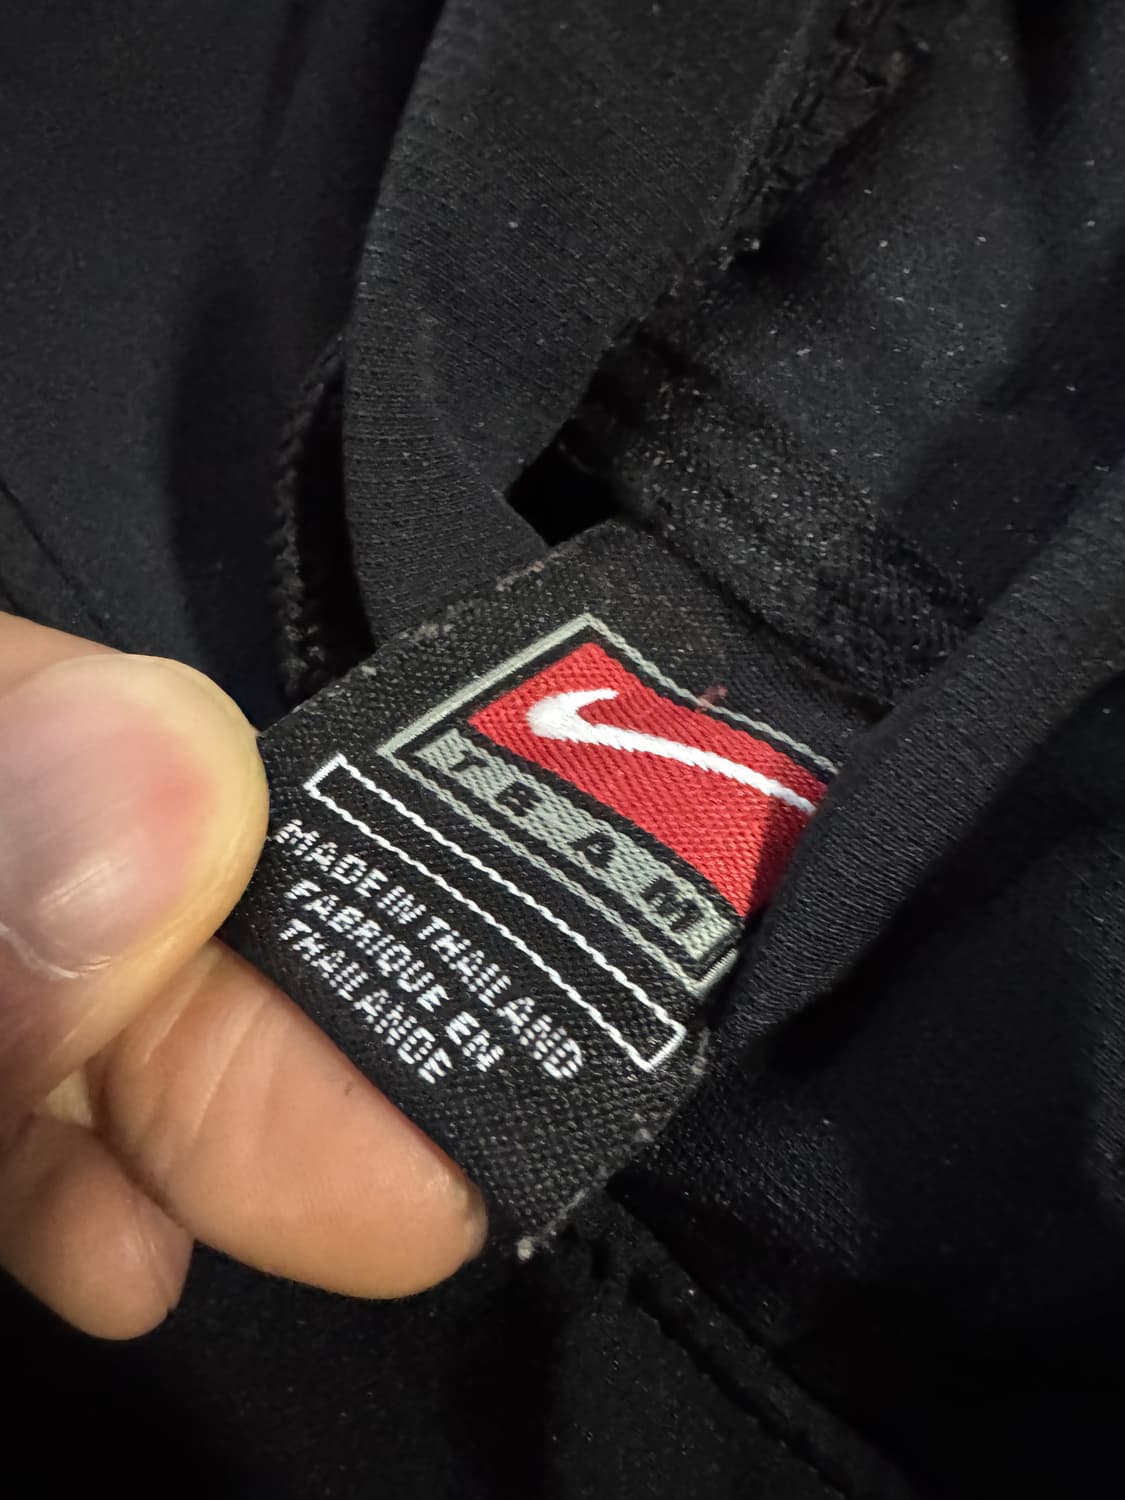 TEAM
MADE IN THAILAND
FABRIQUE EN
THAILANDE